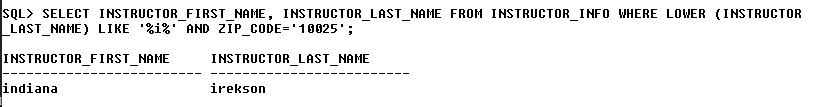 SQL> SELECT INSTRUCTOR_FIRST_NAME, INSTRUCTOR_LAST_NAME FROM INSTRUCTOR_INFO WHERE LOWER (INSTRUCTOR
_LAST_NAME) LIKE '%i%' AND ZIP_CODE='10025';
INSTRUCTOR_FIRST_NAME INSTRUCTOR_LAST_NAME
------------------------- -------------------------
indiana irekson